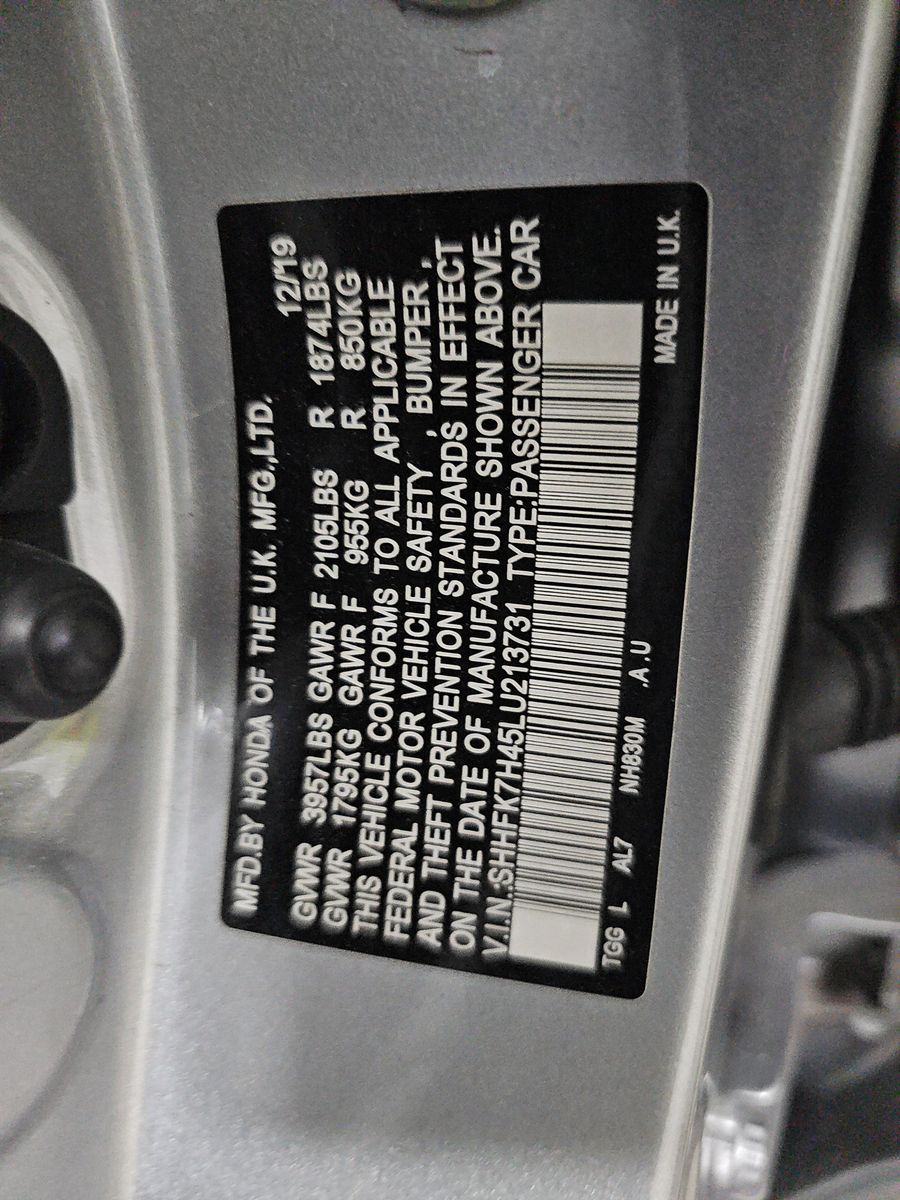 MFD.BY HONDA OF THE U.K. MFG.,LTD. 12/19
GVWR 3957LBS GAWR F 2105LBS R 1874LBS
GVWR 1795KG GAWR F 955KG R 850KG
THIS VEHICLE CONFORMS TO ALL APPLICABLE
FEDERAL MOTOR VEHICLE SAFETY , BUMPER ,
AND THEFT PREVENTION STANDARDS IN EFFECT
ON THE DATE OF MANUFACTURE SHOWN ABOVE.
V.I.N.:SHHFK7H45LU213731 TYPE:PASSENGER CAR
TGG L AL7 NH830M .A.U MADE IN U.K.